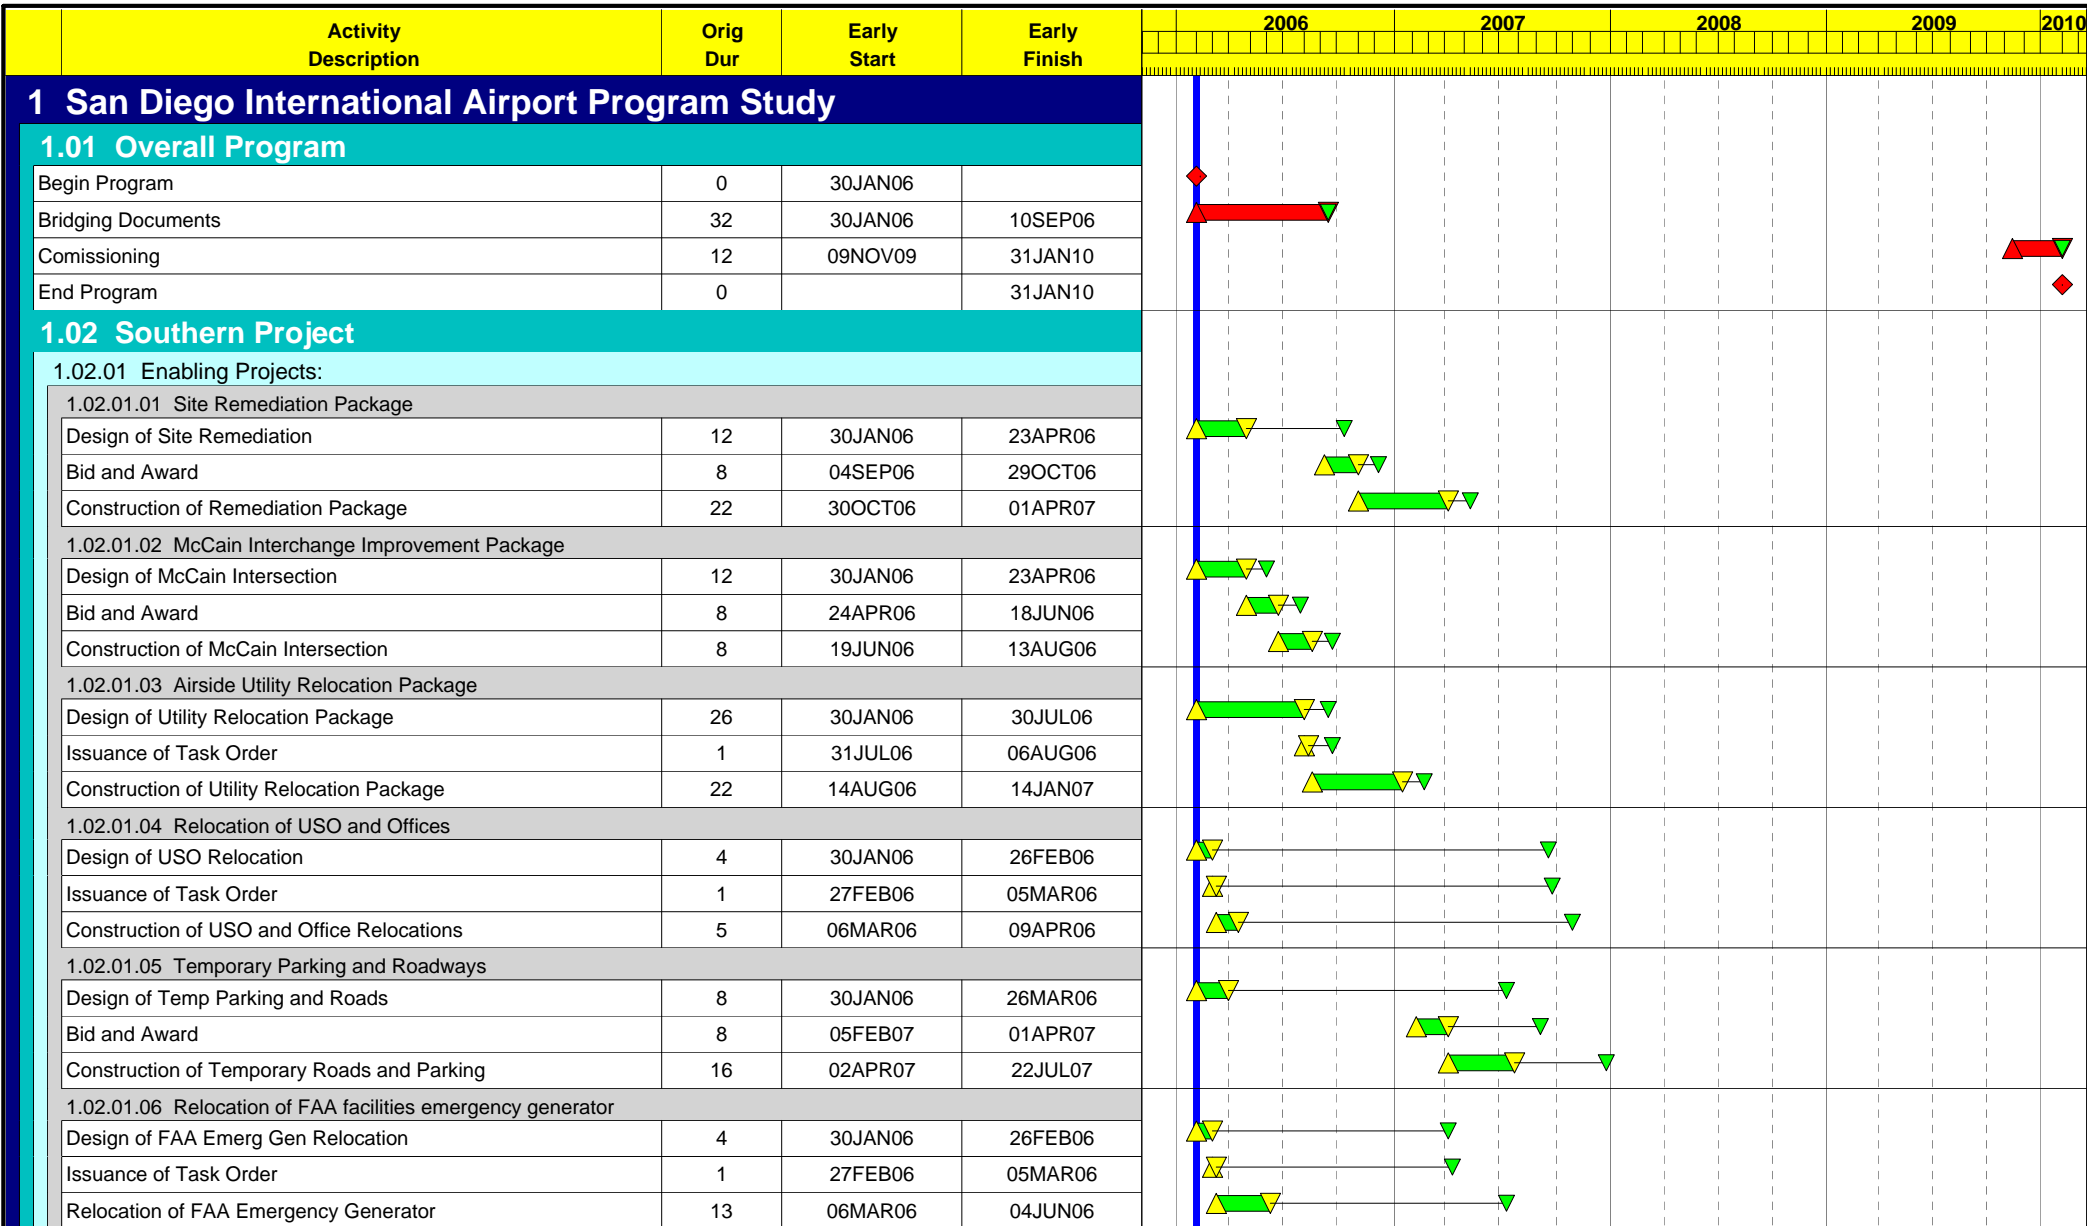 Activity Description Orig Dur Early Start Early Finish 2006 2007 2008 2009 2010
1 San Diego International Airport Program Study
1.01 Overall Program
Begin Program 0 30JAN06
Bridging Documents 32 30JAN06 10SEP06
Comissioning 12 09NOV09 31JAN10
End Program 0 31JAN10
1.02 Southern Project
1.02.01 Enabling Projects:
1.02.01.01 Site Remediation Package
Design of Site Remediation 12 30JAN06 23APR06
Bid and Award 8 04SEP06 29OCT06
Construction of Remediation Package 22 30OCT06 01APR07
1.02.01.02 McCain Interchange Improvement Package
Design of McCain Intersection 12 30JAN06 23APR06
Bid and Award 8 24APR06 18JUN06
Construction of McCain Intersection 8 19JUN06 13AUG06
1.02.01.03 Airside Utility Relocation Package
Design of Utility Relocation Package 26 30JAN06 30JUL06
Issuance of Task Order 1 31JUL06 06AUG06
Construction of Utility Relocation Package 22 14AUG06 14JAN07
1.02.01.04 Relocation of USO and Offices
Design of USO Relocation 4 30JAN06 26FEB06
Issuance of Task Order 1 27FEB06 05MAR06
Construction of USO and Office Relocations 5 06MAR06 09APR06
1.02.01.05 Temporary Parking and Roadways
Design of Temp Parking and Roads 8 30JAN06 26MAR06
Bid and Award 8 05FEB07 01APR07
Construction of Temporary Roads and Parking 16 02APR07 22JUL07
1.02.01.06 Relocation of FAA facilities emergency generator
Design of FAA Emerg Gen Relocation 4 30JAN06 26FEB06
Issuance of Task Order 1 27FEB06 05MAR06
Relocation of FAA Emergency Generator 13 06MAR06 04JUN06